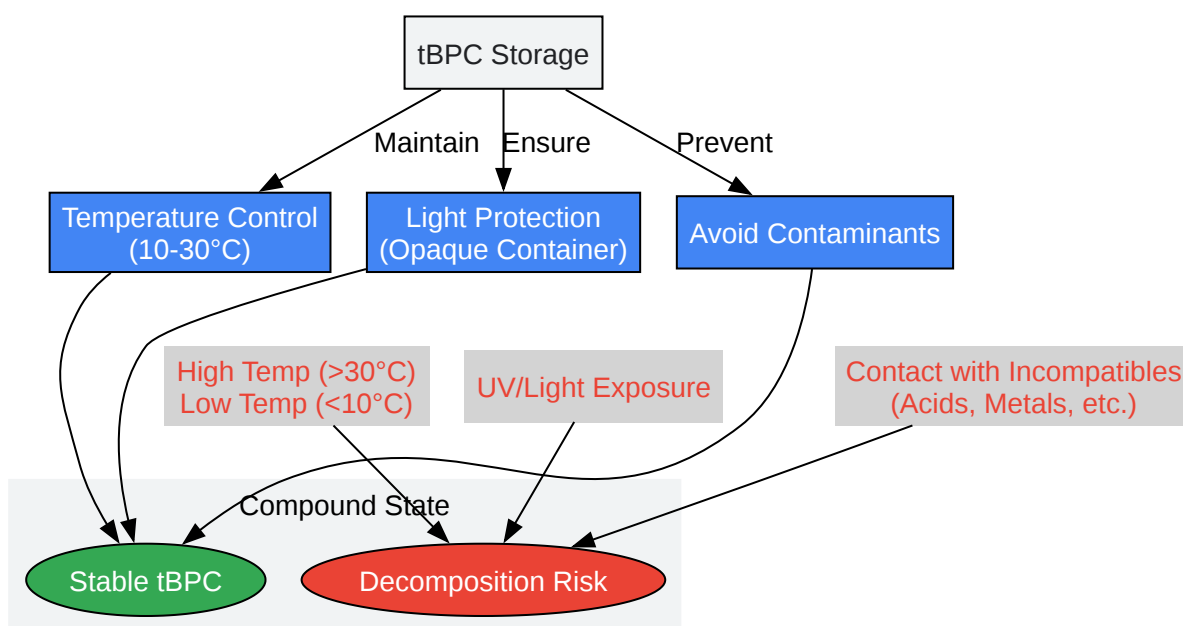 tBPC Storage
Maintain
Ensure
Prevent
Temperature Control
(10-30°C)
Light Protection
(Opaque Container)
Avoid Contaminants
High Temp (>30°C)
Low Temp (<10°C)
UV/Light Exposure
Contact with Incompatibles
(Acids, Metals, etc.)
Compound State
Stable tBPC
Decomposition Risk